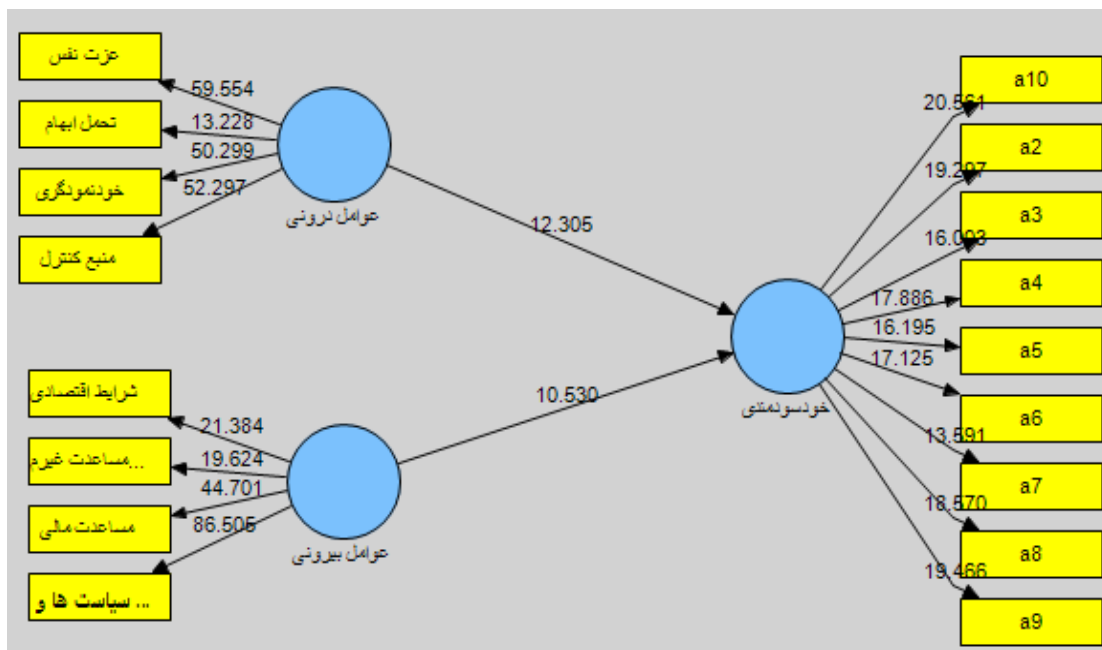 عزت نفس
59.554
تحمل ابهام
13.228
خودنمودگری
50.299
منبع کنترل
52.297
عوامل درونی
12.305
شرایط اقتصادی
21.384
مساعدت غیرم...
19.624
مساعدت مالی
44.701
سیاست ها و ...
86.505
عوامل بیرونی
10.530
خودسودمندی
a10
20.561
a2
19.297
a3
16.093
a4
17.886
a5
16.195
a6
17.125
a7
13.591
a8
18.570
a9
19.466